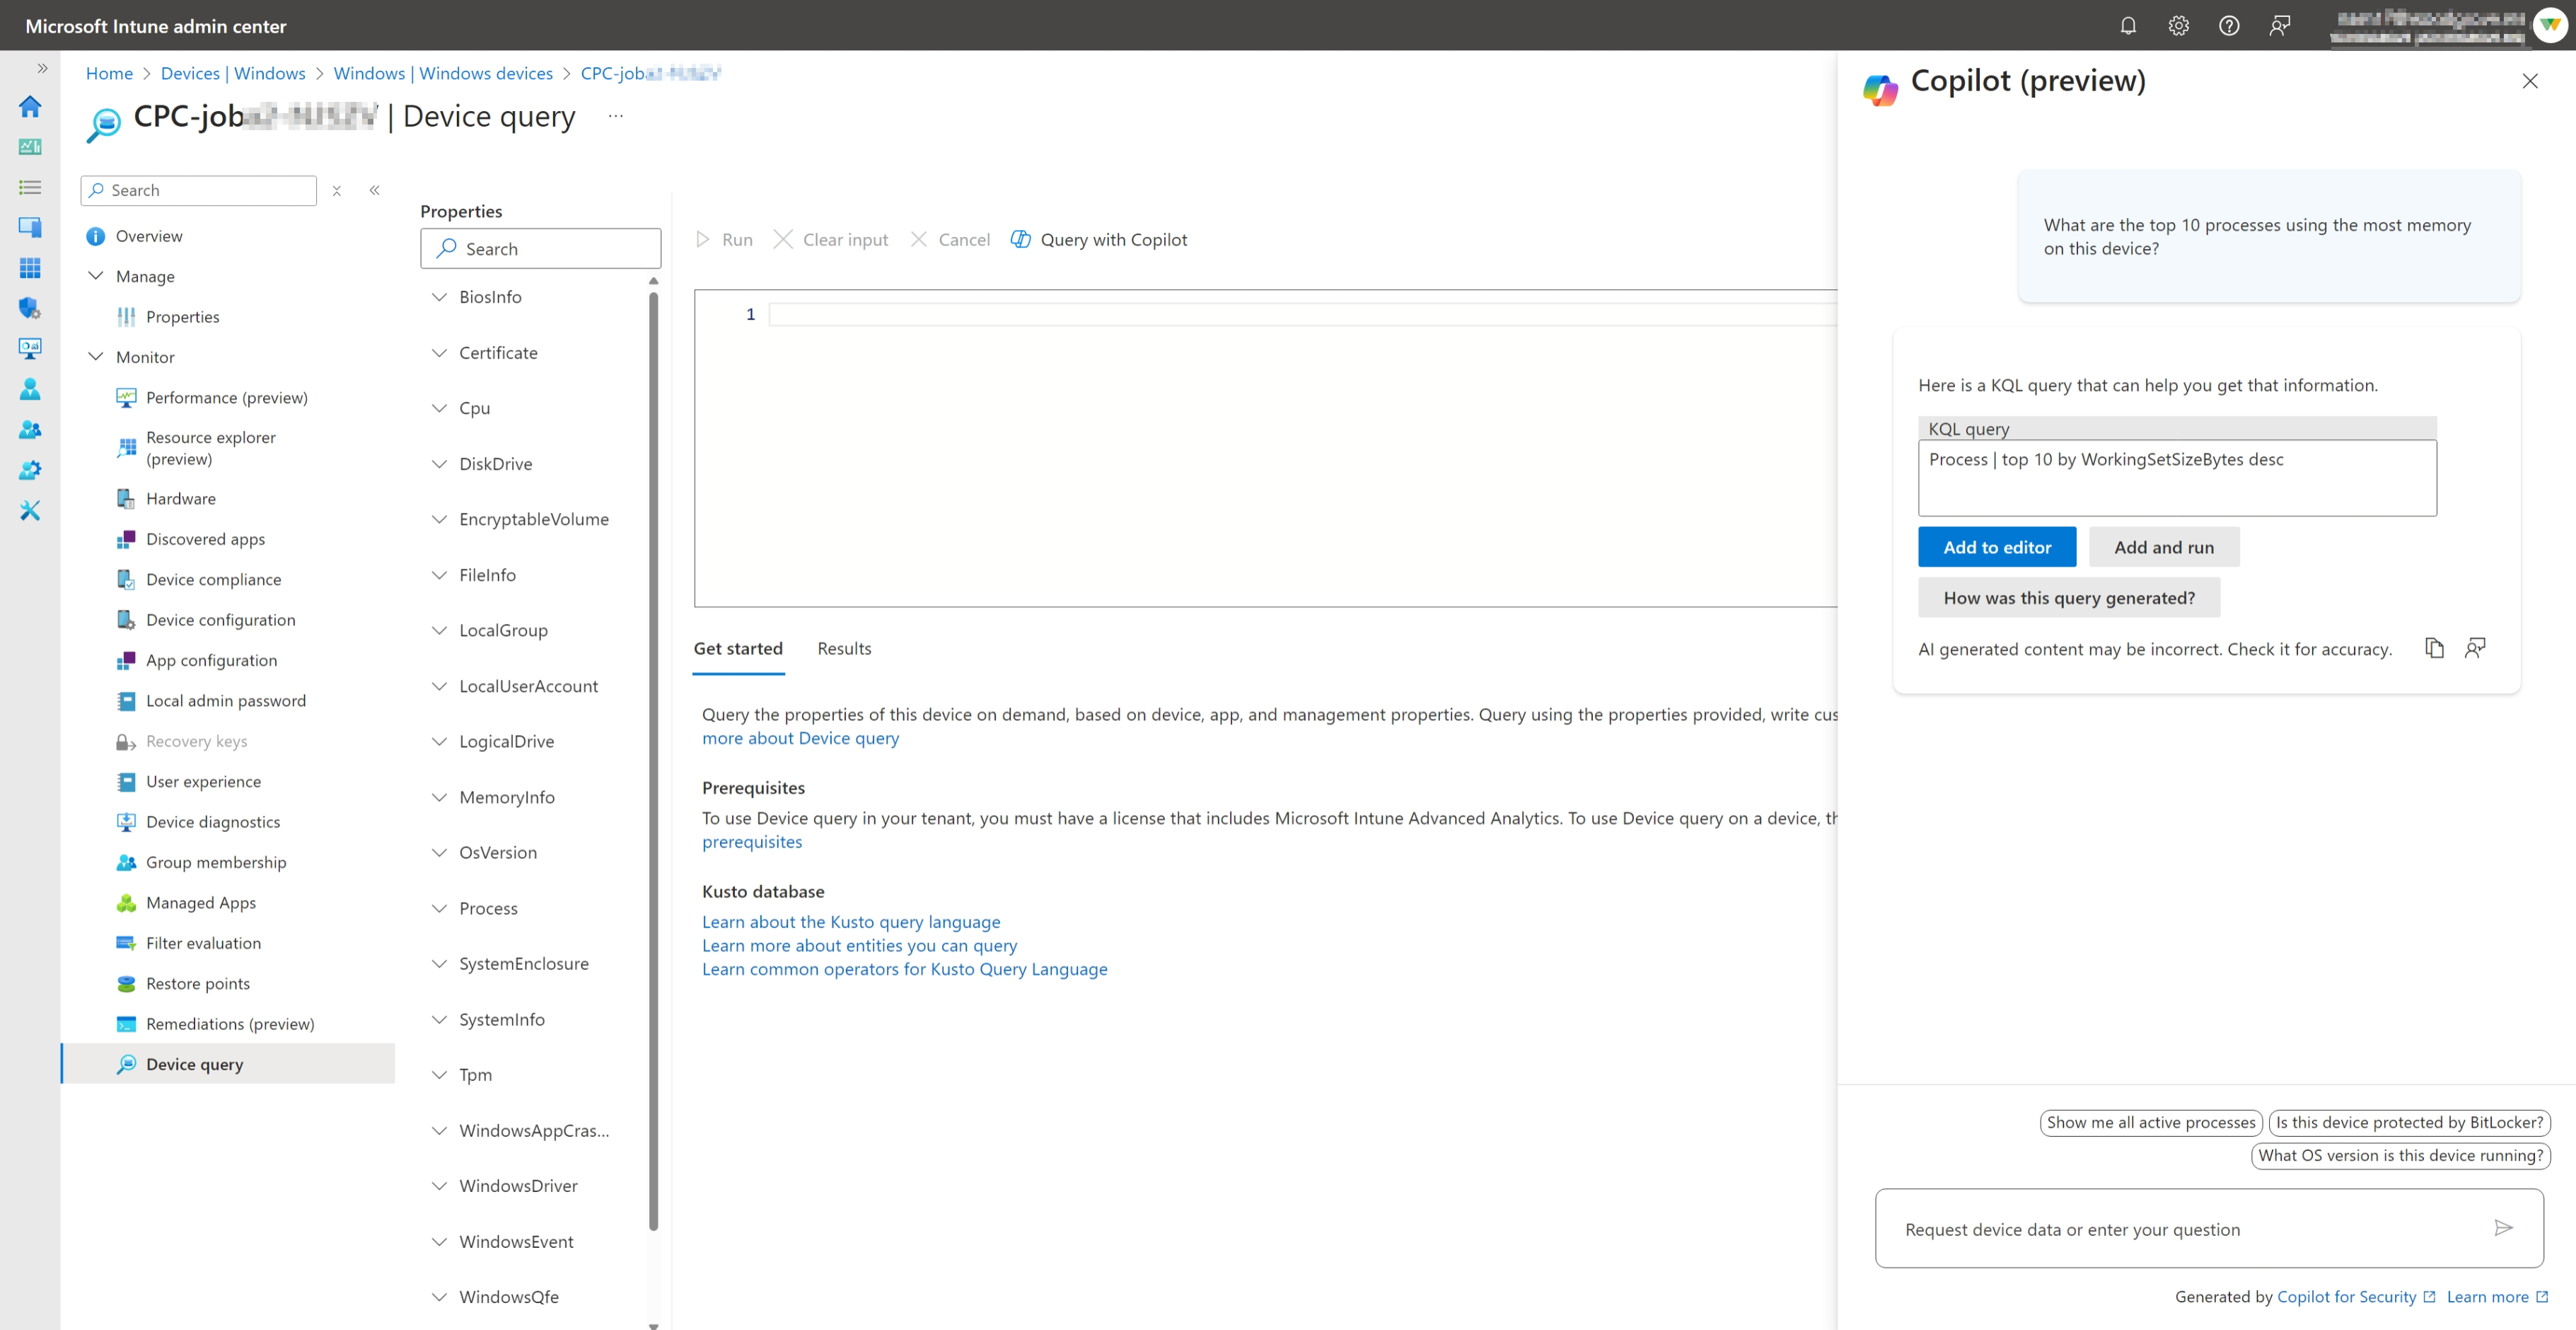 Microsoft Intune admin center
Home > Devices | Windows > Windows | Windows devices > CPC-job
CPC-job | Device query ...
Search
Overview
Manage
Properties
Monitor
Performance (preview)
Resource explorer
(preview)
Hardware
Discovered apps
Device compliance
Device configuration
App configuration
Local admin password
Recovery keys
User experience
Device diagnostics
Group membership
Managed Apps
Filter evaluation
Restore points
Remediations (preview)
Device query
Properties
Search
BiosInfo
Certificate
Cpu
DiskDrive
EncryptableVolume
FileInfo
LocalGroup
LocalUserAccount
LogicalDrive
MemoryInfo
OsVersion
Process
SystemEnclosure
SystemInfo
Tpm
WindowsAppCras...
WindowsDriver
WindowsEvent
WindowsQfe
Run Clear input Cancel Query with Copilot
1
Get started Results
Query the properties of this device on demand, based on device, app, and management properties. Query using the properties provided, write cus
more about Device query
Prerequisites
To use Device query in your tenant, you must have a license that includes Microsoft Intune Advanced Analytics. To use Device query on a device, th
prerequisites
Kusto database
Learn about the Kusto query language
Learn more about entities you can query
Learn common operators for Kusto Query Language
Copilot (preview)
What are the top 10 processes using the most memory
on this device?
Here is a KQL query that can help you get that information.
KQL query
Process | top 10 by WorkingSetSizeBytes desc
Add to editor Add and run
How was this query generated?
AI generated content may be incorrect. Check it for accuracy.
Show me all active processes Is this device protected by BitLocker?
What OS version is this device running?
Request device data or enter your question
Generated by Copilot for Security Learn more